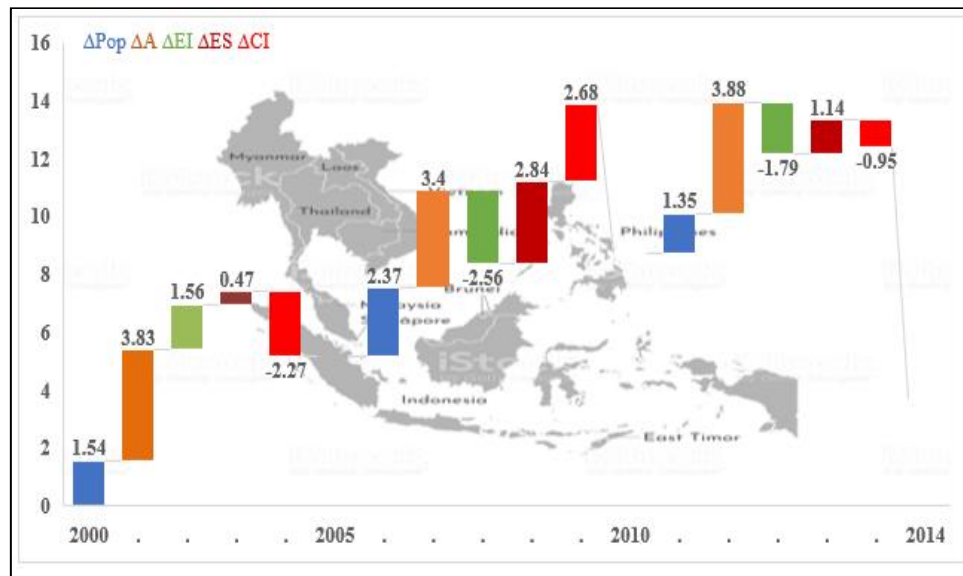 ΔPop ΔA ΔEI ΔES ΔCI
16
14
12
10
8
6
4
2
0
1.54
3.83
1.56
0.47
-2.27
2.37
3.4
-2.56
2.84
2.68
1.35
3.88
-1.79
1.14
-0.95
Myanmar
Laos
Thailand
Philippines
Brunei
Indonesia
East Timor
iStock
2000 . . . . 2005 . . . . . 2010 . . . . . 2014